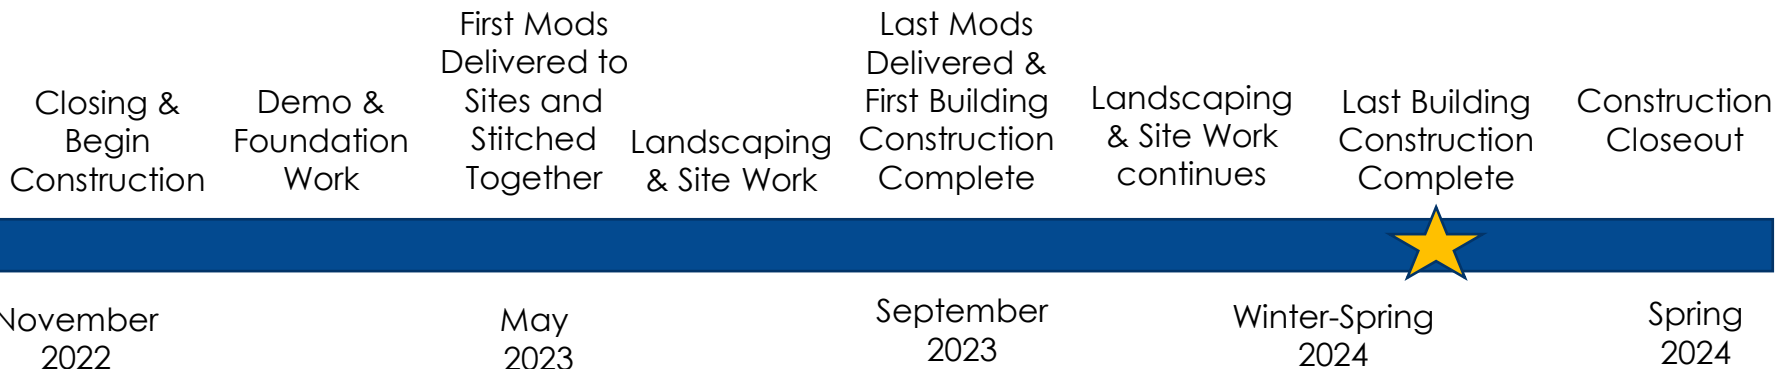 Closing &
Begin
Construction
Demo &
Foundation
Work
First Mods
Delivered to
Sites and
Stitched
Together
Landscaping
& Site Work
Last Mods
Delivered &
First Building
Construction
Complete
Landscaping
& Site Work
continues
Last Building
Construction
Complete
Construction
Closeout
November
2022
May
2023
September
2023
Winter-Spring
2024
Spring
2024